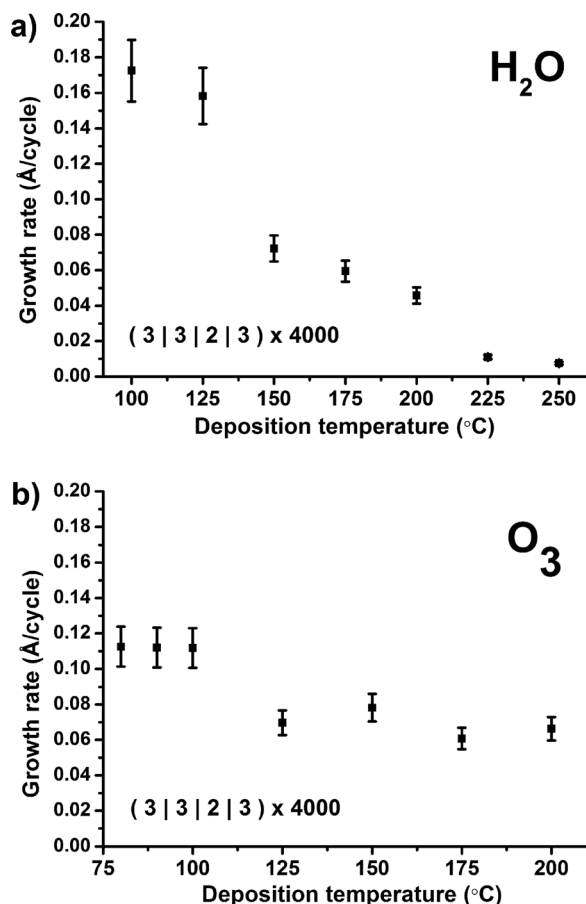 a)
H₂O
Growth rate (Å/cycle)
0.20
0.18
0.16
0.14
0.12
0.10
0.08
0.06
0.04
0.02
0.00
( 3 | 3 | 2 | 3 ) x 4000
100 125 150 175 200 225 250
Deposition temperature (°C)
b)
O₃
Growth rate (Å/cycle)
0.20
0.18
0.16
0.14
0.12
0.10
0.08
0.06
0.04
0.02
0.00
( 3 | 3 | 2 | 3 ) x 4000
75 100 125 150 175 200
Deposition temperature (°C)